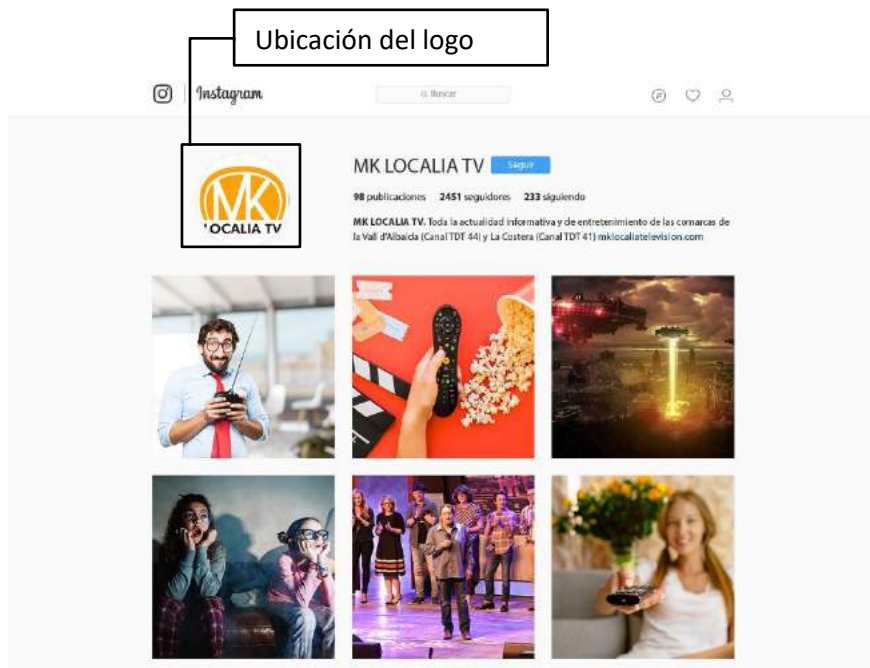 Ubicación del logo
Instagram
Buscar
MK LOCALIA TV Seguir
98 publicaciones 2451 seguidores 233 siguiendo
MK LOCALIA TV. Toda la actualidad informativa y de entretenimiento de las comarcas de
la Vall d'Albaida (Canal TDT 44) y La Costera (Canal TDT 41) mklocaliatelevision.com
MK
'OCALIA TV